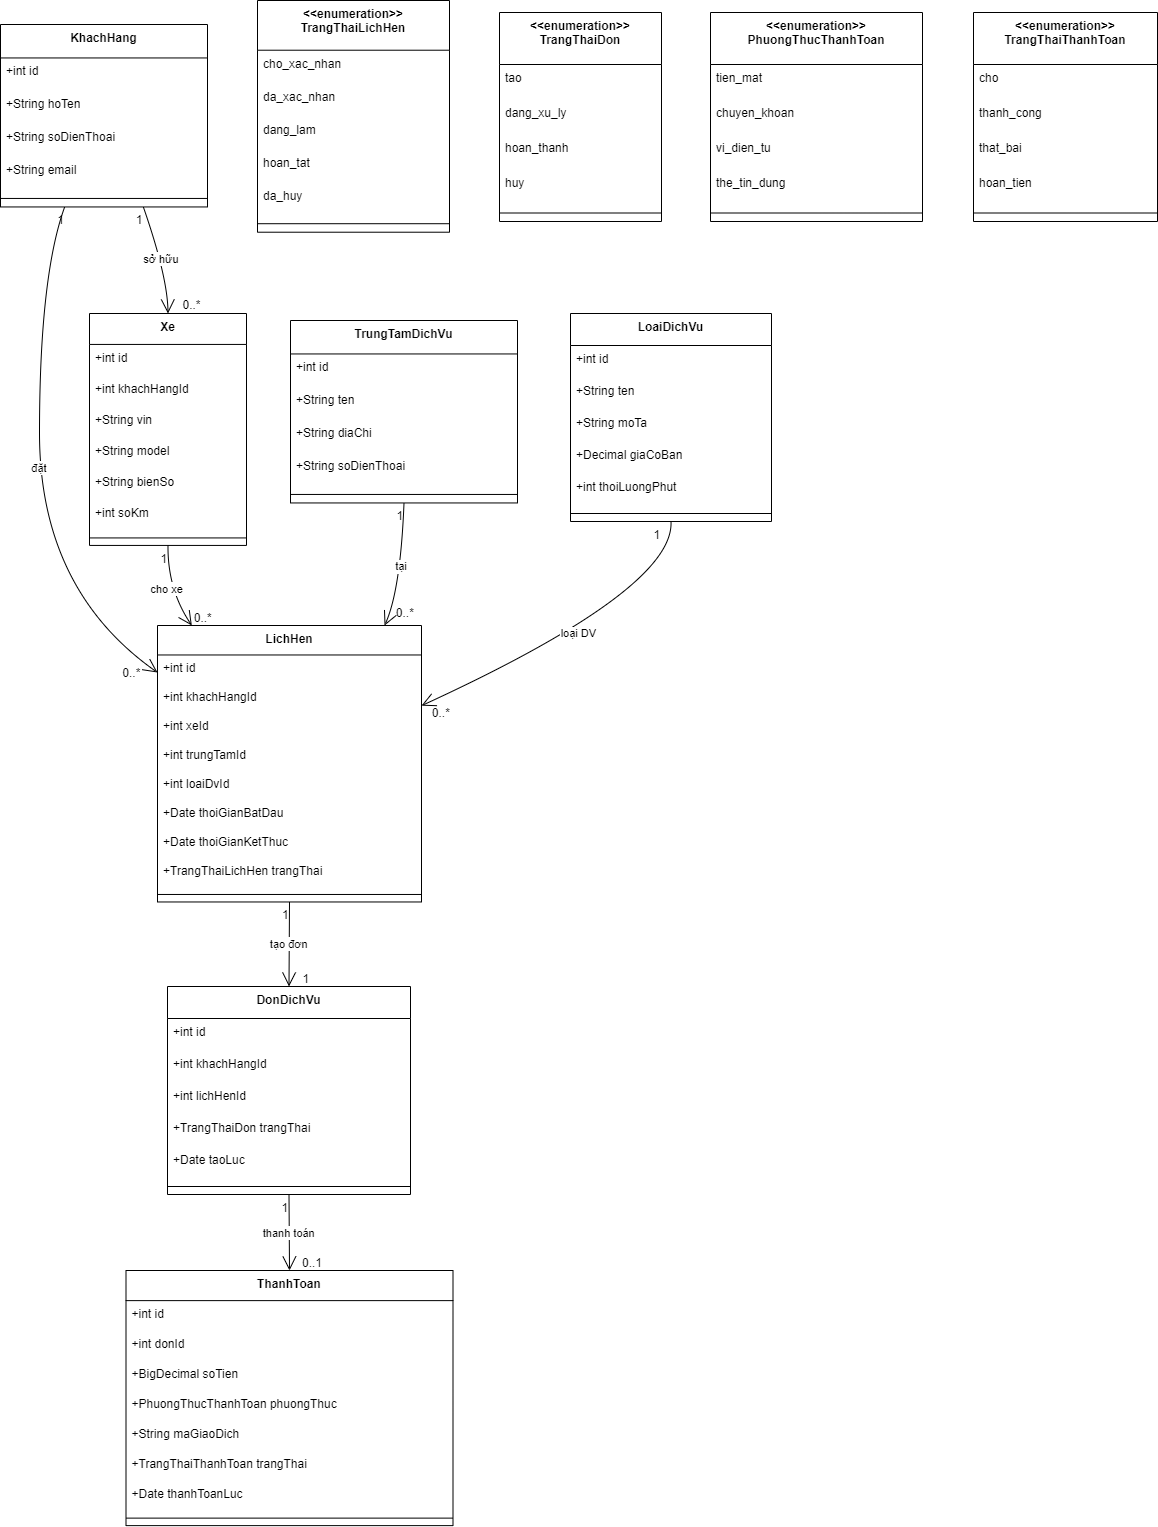 KhachHang
+int id
+String hoTen
+String soDienThoai
+String email
<<enumeration>>
TrangThaiLichHen
cho_xac_nhan
da_xac_nhan
dang_lam
hoan_tat
da_huy
<<enumeration>>
TrangThaiDon
tao
dang_xu_ly
hoan_thanh
huy
<<enumeration>>
PhuongThucThanhToan
tien_mat
chuyen_khoan
vi_dien_tu
the_tin_dung
<<enumeration>>
TrangThaiThanhToan
cho
thanh_cong
that_bai
hoan_tien
1
1
sở hữu
0..*
đặt
0..*
Xe
+int id
+int khachHangId
+String vin
+String model
+String bienSo
+int soKm
TrungTamDichVu
+int id
+String ten
+String diaChi
+String soDienThoai
LoaiDichVu
+int id
+String ten
+String moTa
+Decimal giaCoBan
+int thoiLuongPhut
1
cho xe
0..*
1
tại
0..*
1
loại DV
0..*
LichHen
+int id
+int khachHangId
+int xeId
+int trungTamId
+int loaiDvId
+Date thoiGianBatDau
+Date thoiGianKetThuc
+TrangThaiLichHen trangThai
1
tạo đơn
1
DonDichVu
+int id
+int khachHangId
+int lichHenId
+TrangThaiDon trangThai
+Date taoLuc
1
thanh toán
0..1
ThanhToan
+int id
+int donId
+BigDecimal soTien
+PhuongThucThanhToan phuongThuc
+String maGiaoDich
+TrangThaiThanhToan trangThai
+Date thanhToanLuc